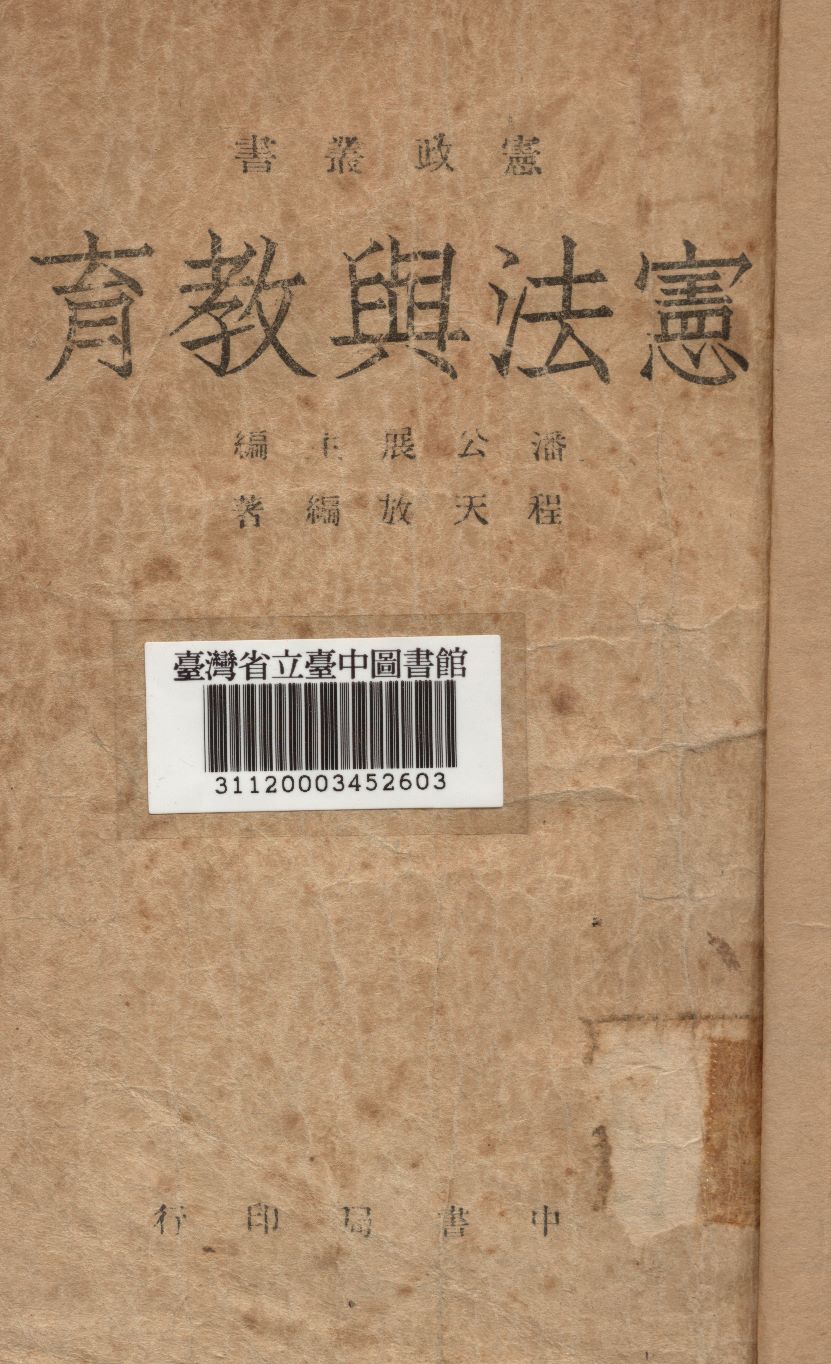 憲政叢書
憲法與教育
潘公展主編
程天放編著
臺灣省立臺中圖書館
31120003452603
中書局印行